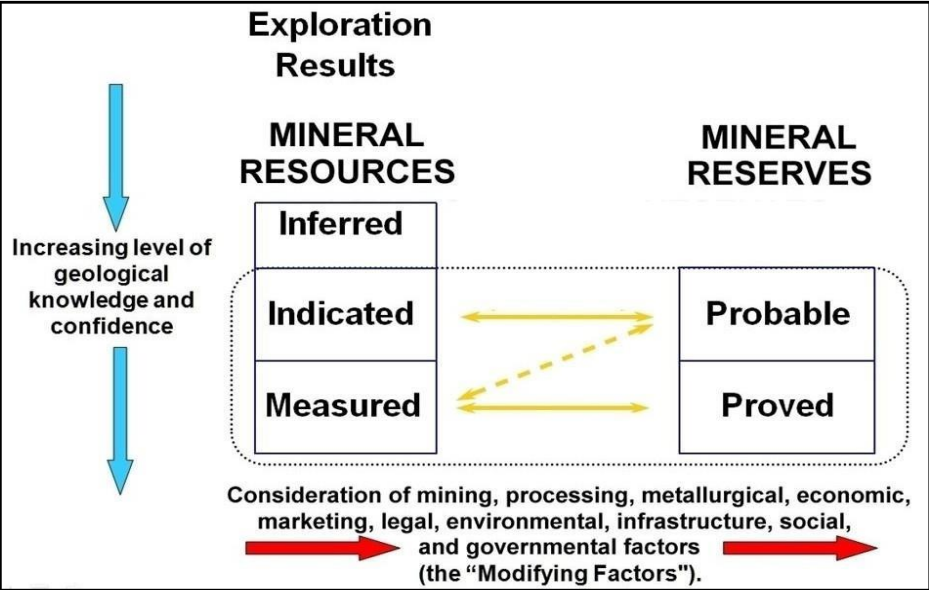 Exploration
Results
MINERAL
RESOURCES
MINERAL
RESERVES
Inferred
Increasing level of
geological
knowledge and
confidence
Indicated
Probable
Measured
Proved
Consideration of mining, processing, metallurgical, economic,
marketing, legal, environmental, infrastructure, social,
and governmental factors
(the “Modifying Factors").